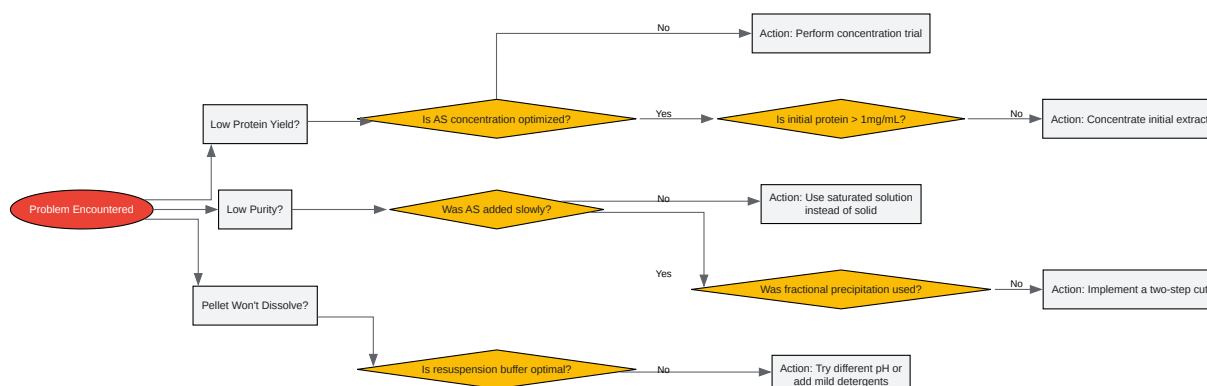 No
Action: Perform concentration trial
Low Protein Yield?
Is AS concentration optimized?
Yes
Is initial protein > 1mg/mL?
No
Action: Concentrate initial extract
Problem Encountered
Low Purity?
Was AS added slowly?
No
Action: Use saturated solution
instead of solid
Yes
Was fractional precipitation used?
No
Action: Implement a two-step cut
Pellet Won't Dissolve?
Is resuspension buffer optimal?
No
Action: Try different pH or
add mild detergents